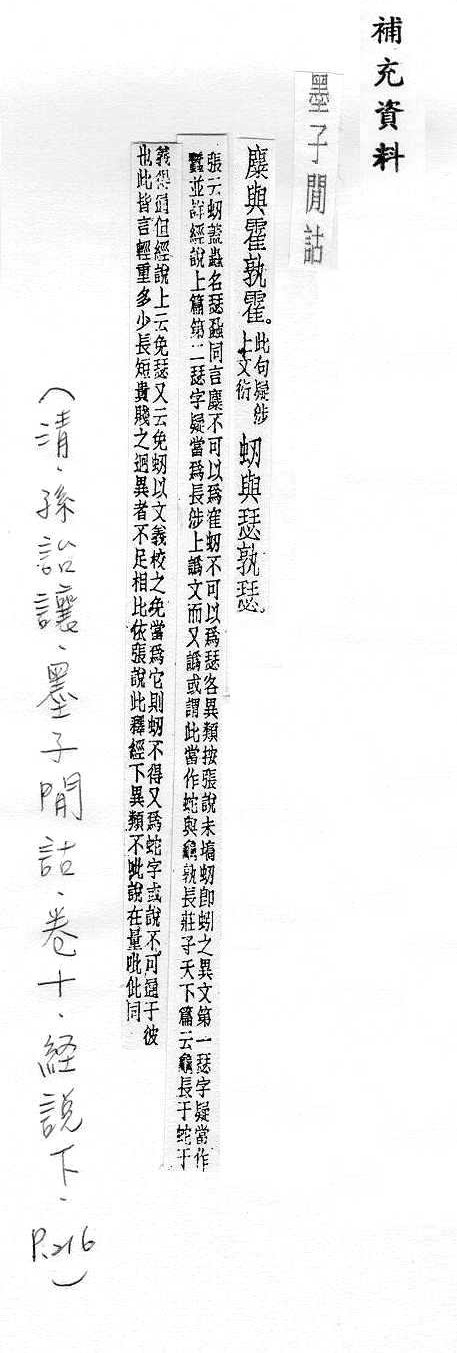 補充資料
墨子閒詁
麋與霍孰霍。此句疑涉上文衍 蚓與瑟孰瑟。
張云蚓蓋蟲名瑟蝨同言麋不可以爲霍蚓不可以爲瑟各異類按張說未塙蚓卽蚓之異文第一瑟字疑當作
蠶並詳經說上篇第二瑟字疑當爲長涉上譌文而又譌或謂此當作蛇與龜孰長莊子天下篇云龜長于蛇于
義得通但經說上云免瑟又云免蚓以文義校之免當爲它則蚓不得又爲蛇字或說不可通于彼
也此皆言輕重多少長短貴賤之迥異者不足相比依張說此釋經下異類不吡說在量吡仳同
(清．孫詒讓．墨子閒詁．卷十．経説下．P.216)